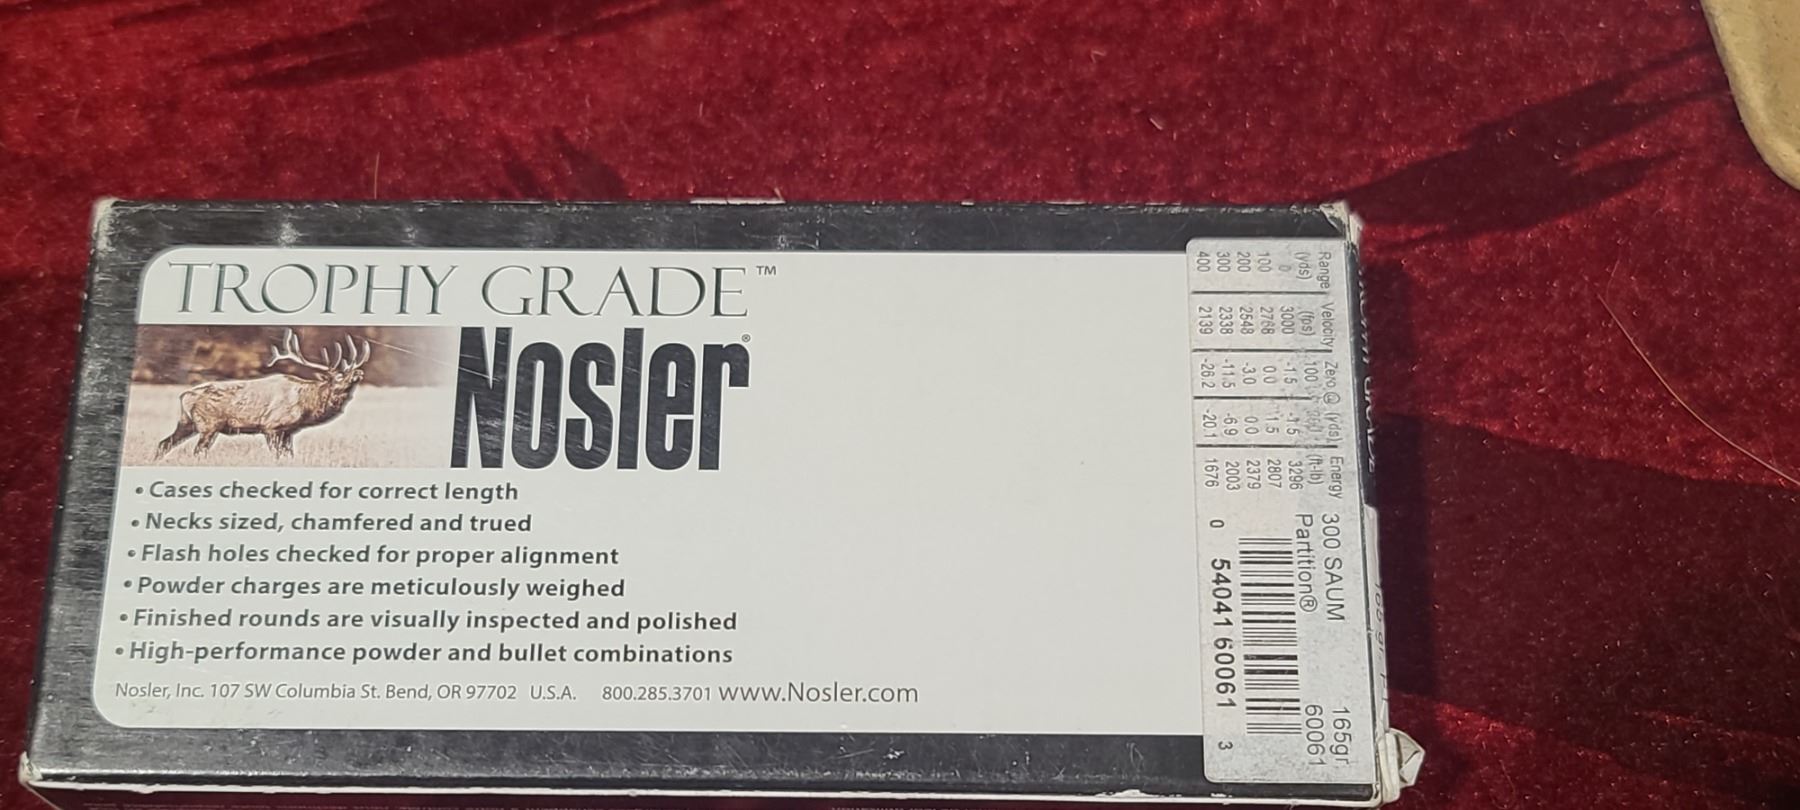 TROPHY GRADE™
Nosler®
• Cases checked for correct length
• Necks sized, chamfered and trued
• Flash holes checked for proper alignment
• Powder charges are meticulously weighed
• Finished rounds are visually inspected and polished
• High-performance powder and bullet combinations
Nosler, Inc. 107 SW Columbia St. Bend, OR 97702 U.S.A. 800.285.3701 www.Nosler.com
Range Velocity Zero @ (yds) Energy
(yds) (fps) 100 (ft-lb)
0 3000 -1.5 -1.5 3296
100 2768 0.0 1.5 2807
200 2548 -3.0 0.0 2379
300 2338 -11.5 -6.9 2003
400 2139 -26.2 -20.1 1676
300 SAUM 165gr
Partition® 60061
0 54041 60061 3